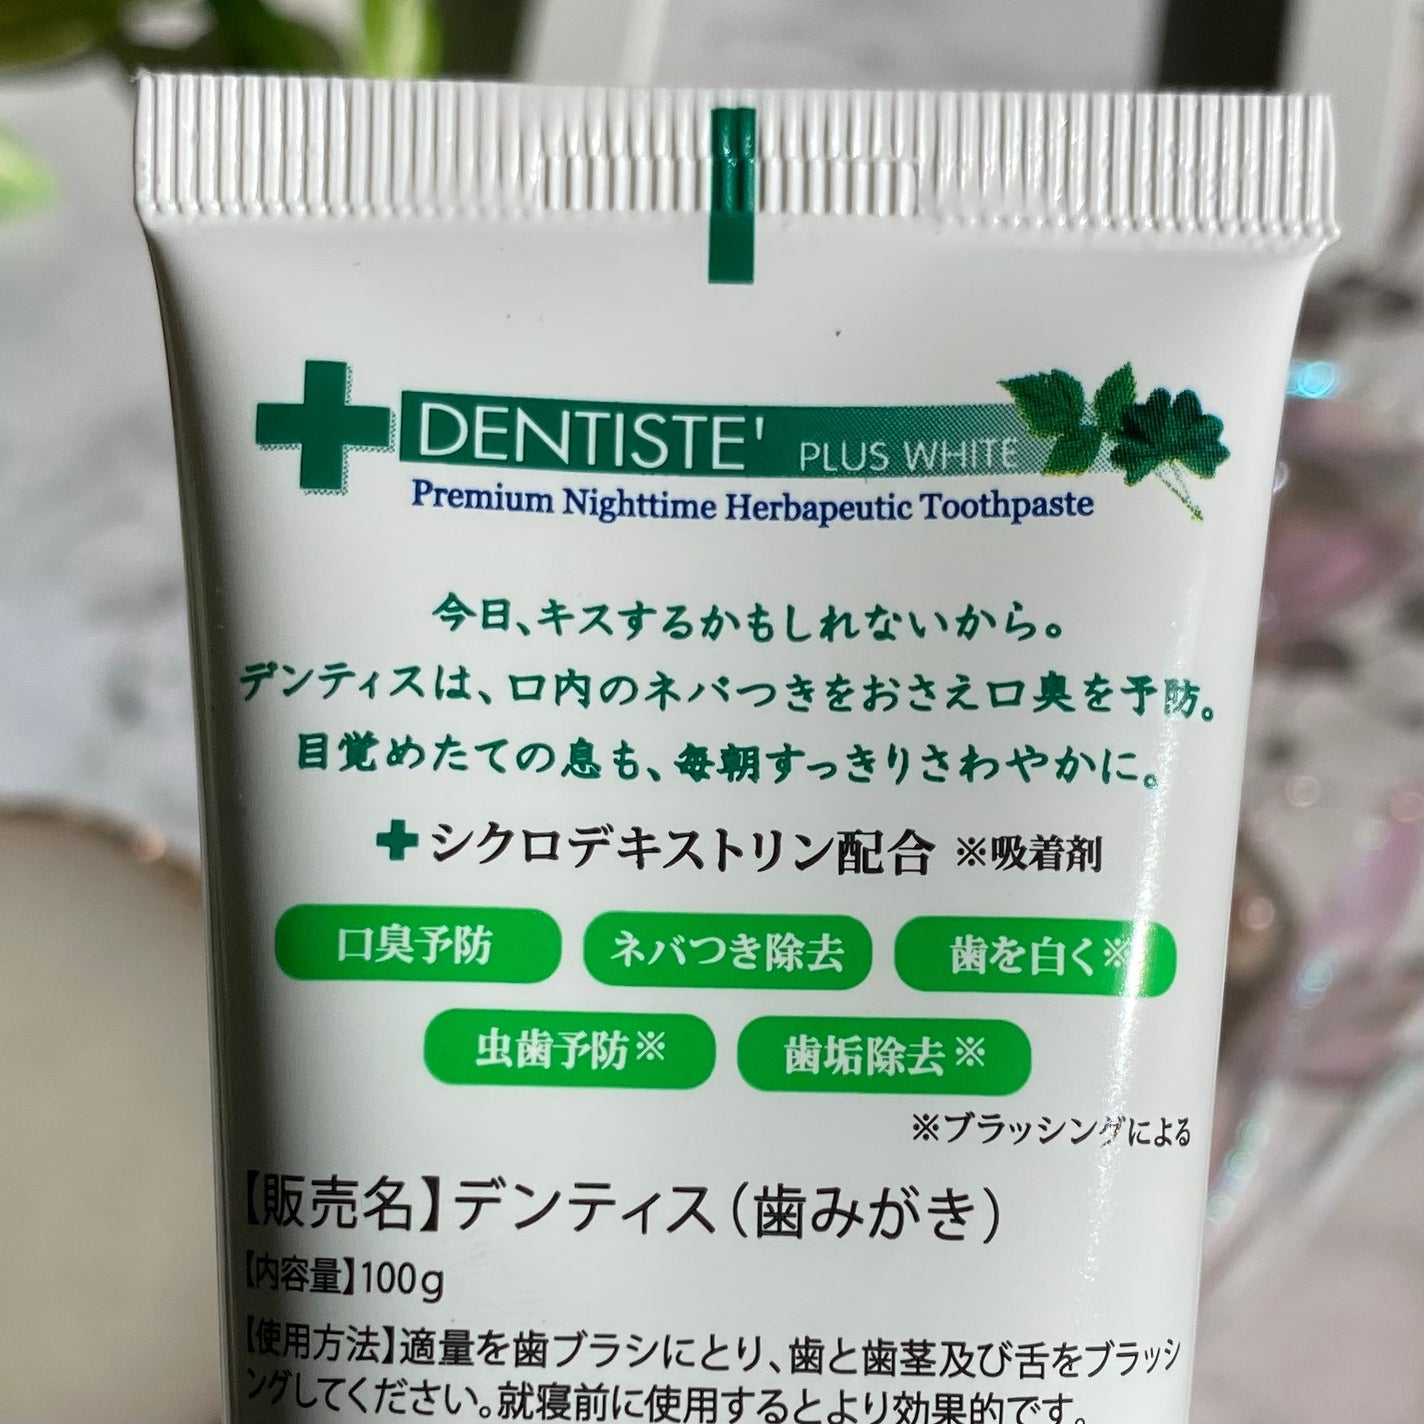 DENTISTE' PLUS WHITE
Premium Nighttime Herbapeutic Toothpaste
今日、キスするかもしれないから。
デンティスは、口内のネバつきをおさえ口臭を予防。
目覚めたての息も、毎朝すっきりさわやかに。
シクロデキストリン配合 ※吸着剤
口臭予防 ネバつき除去 歯を白く※
虫歯予防※ 歯垢除去※
※ブラッシングによる
【販売名】デンティス(歯みがき)
【内容量】100g
【使用方法】適量を歯ブラシにとり、歯と歯茎及び舌をブラッシ
ングしてください。就寝前に使用するとより効果的です。